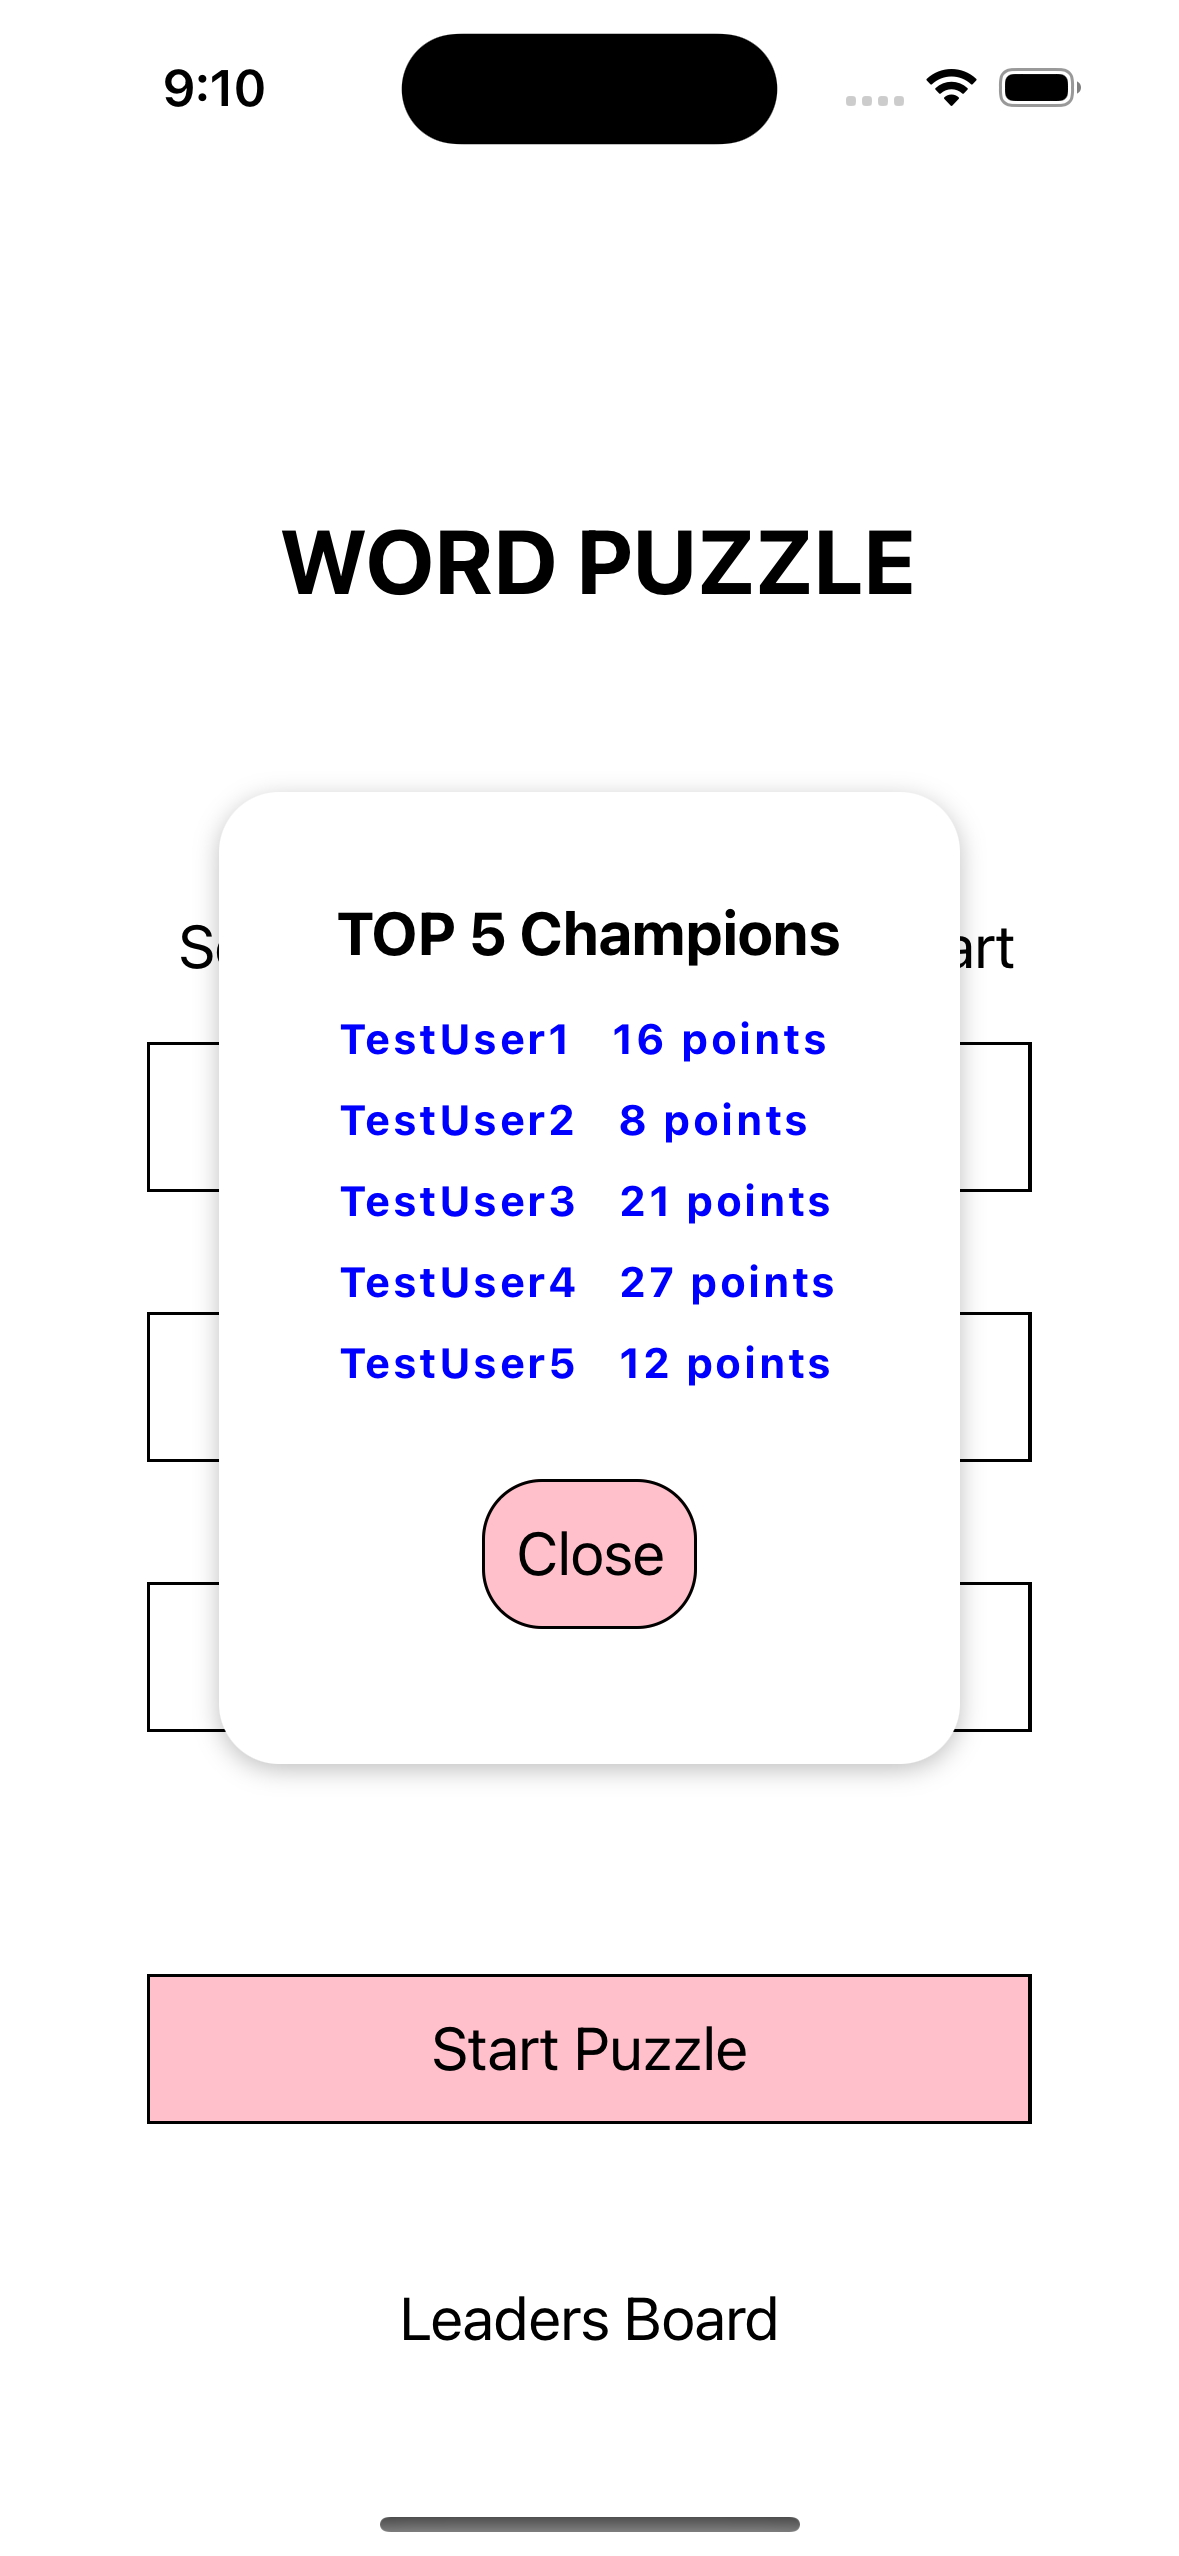 9:10
WORD PUZZLE
TOP 5 Champions
TestUser1 16 points
TestUser2 8 points
TestUser3 21 points
TestUser4 27 points
TestUser5 12 points
Close
Start Puzzle
Leaders Board